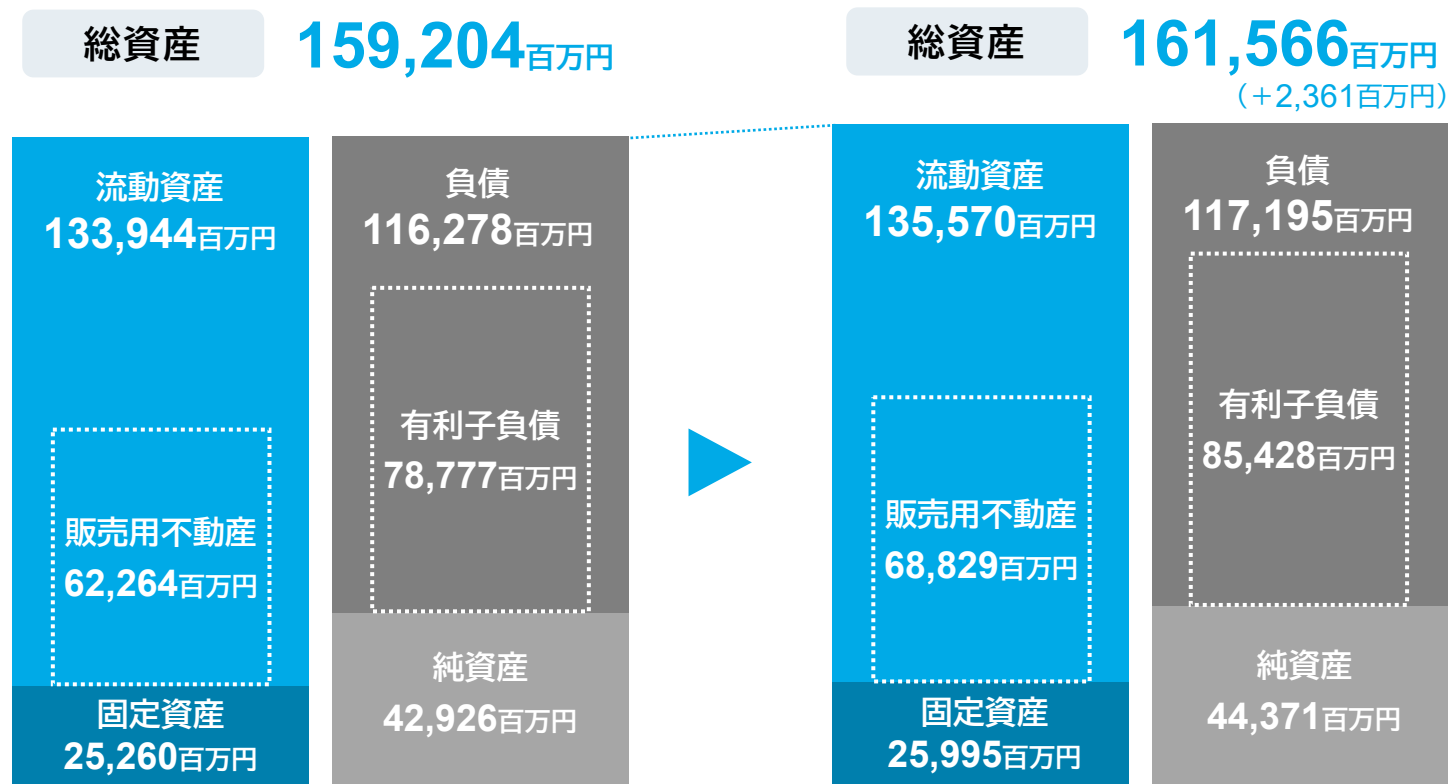 総資産 159,204百万円
流動資産
133,944百万円
販売用不動産
62,264百万円
固定資産
25,260百万円
負債
116,278百万円
有利子負債
78,777百万円
純資産
42,926百万円
総資産 161,566百万円
（＋2,361百万円）
流動資産
135,570百万円
販売用不動産
68,829百万円
固定資産
25,995百万円
負債
117,195百万円
有利子負債
85,428百万円
純資産
44,371百万円